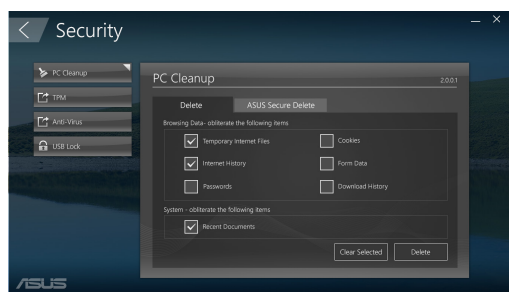 Security
PC Cleanup
TPM
Anti-Virus
USB Lock
PC Cleanup
2.0.0.1
Delete
ASUS Secure Delete
Browsing Data- obliterate the following items
Temporary Internet Files
Cookies
Internet History
Form Data
Passwords
Download History
System - obliterate the following items
Recent Documents
Clear Selected
Delete
ASUS